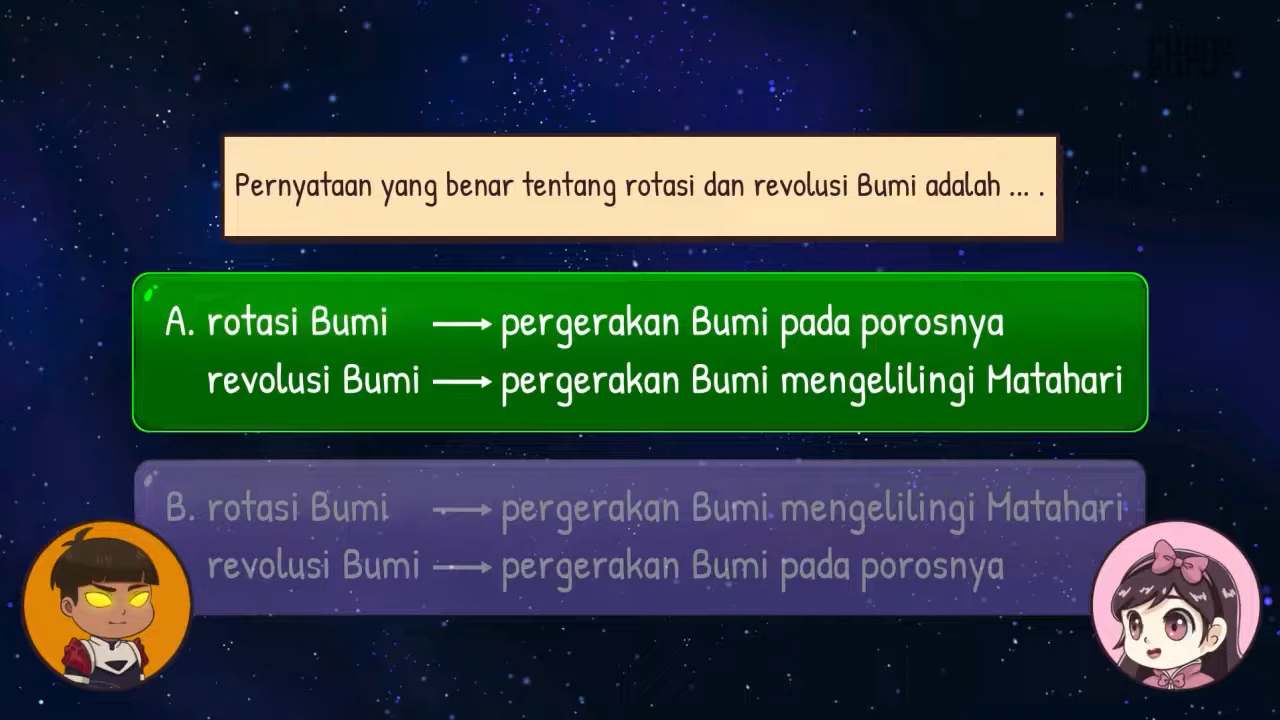 Pernyataan yang benar tentang rotasi dan revolusi Bumi adalah ... .
A. rotasi Bumi → pergerakan Bumi pada porosnya
revolusi Bumi → pergerakan Bumi mengelilingi Matahari
B. rotasi Bumi → pergerakan Bumi mengelilingi Matahari
revolusi Bumi → pergerakan Bumi pada porosnya